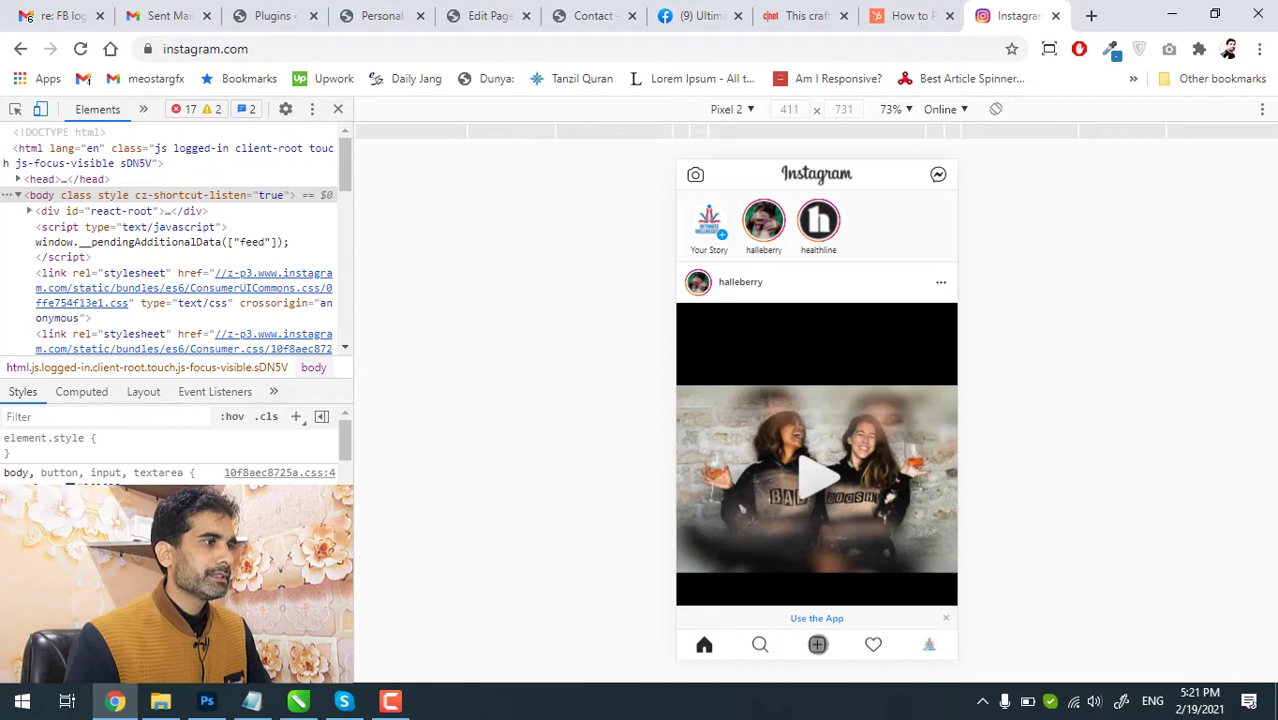 re: FB log
Sent Mail
Plugins ‹
Personal
Edit Page
Contact –
(9) Ultim
cnet This craf
How to P
Instagram
instagram.com
Apps
meostargfx
Bookmarks
Up Upwork
Daily Jang
Dunya:
Tanzil Quran
L Lorem Ipsum - All t...
Am I Responsive?
Best Article Spinner...
»
Other bookmarks
Elements » 17 2 2
Pixel 2 ▼ 411 x 731 73% ▼ Online ▼
<!DOCTYPE html>
<html lang="en" class="js logged-in client-root touc
h js-focus-visible sDN5V">
▶<head>…</head>
···▼<body class style cz-shortcut-listen="true"> == $0
▶<div id="react-root">…</div>
<script type="text/javascript">
window.__pendingAdditionalData(["feed"]);
</script>
<link rel="stylesheet" href="//z-p3.www.instagra
m.com/static/bundles/es6/ConsumerUICommons.css/0
ffe754f13e1.css" type="text/css" crossorigin="an
onymous">
<link rel="stylesheet" href="//z-p3.www.instagra
m.com/static/bundles/es6/Consumer.css/10f8aec872
html.js.logged-in.client-root.touch.js-focus-visible.sDN5V body
Styles Computed Layout Event Listeners »
Filter :hov .cls +
element.style {
}
body, button, input, textarea { 10f8aec8725a.css:4
Instagram
ULTIMATE
h
Your Story halleberry healthline
halleberry
BAD BOOSHY
Use the App
Ps
ENG
5:21 PM
2/19/2021